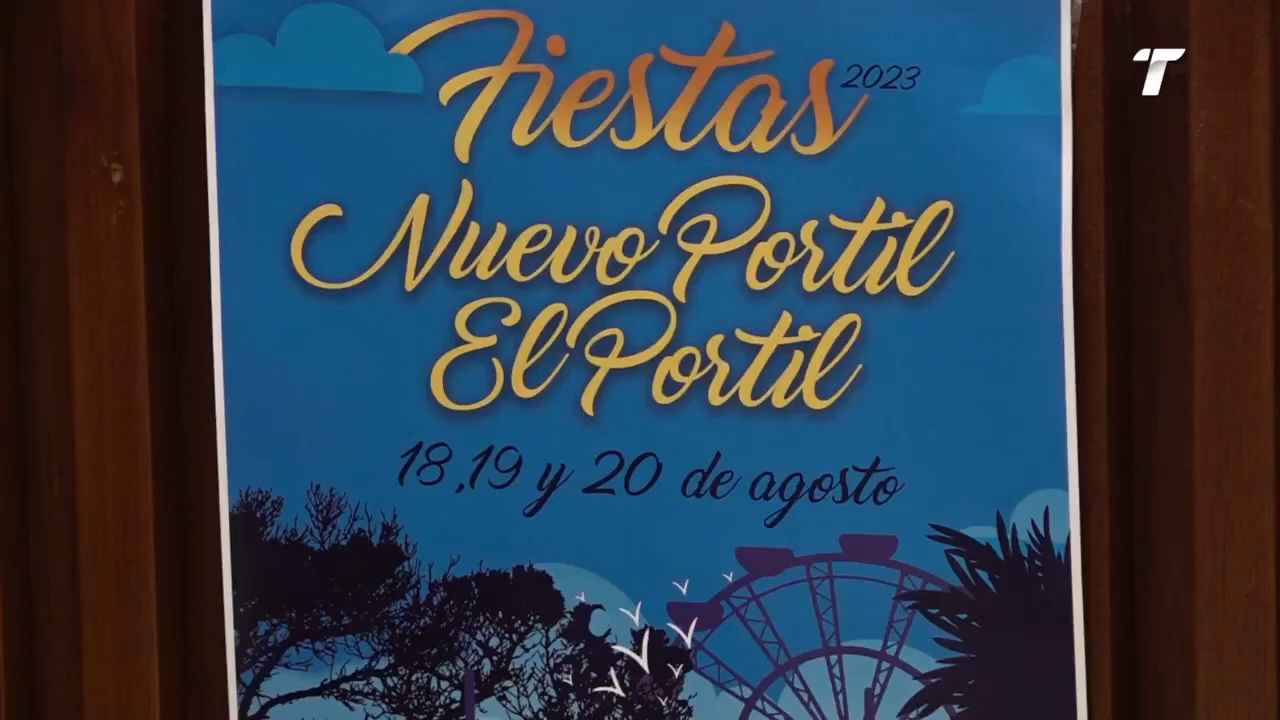 Fiestas 2023
Nuevo Portil
El Portil
18,19 y 20 de agosto
T